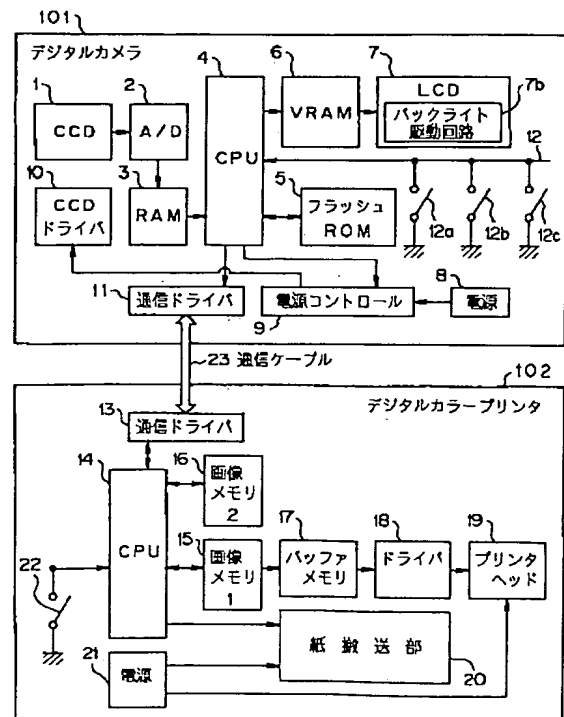 101
デジタルカメラ
1
2
4
6
7
CCD
A/D
CPU
VRAM
LCD
7b
バックライト
駆動回路
10
3
5
12
CCD
ドライバ
RAM
フラッシュ
ROM
12a
12b
12c
11
通信ドライバ
電源コントロール
9
8
電源
23 通信ケーブル
102
デジタルカラープリンタ
13
通信ドライバ
14
CPU
16
画像
メモリ
2
15
画像
メモリ
1
17
バッファ
メモリ
18
ドライバ
19
プリンタ
ヘッド
22
21
電源
紙搬送部
20